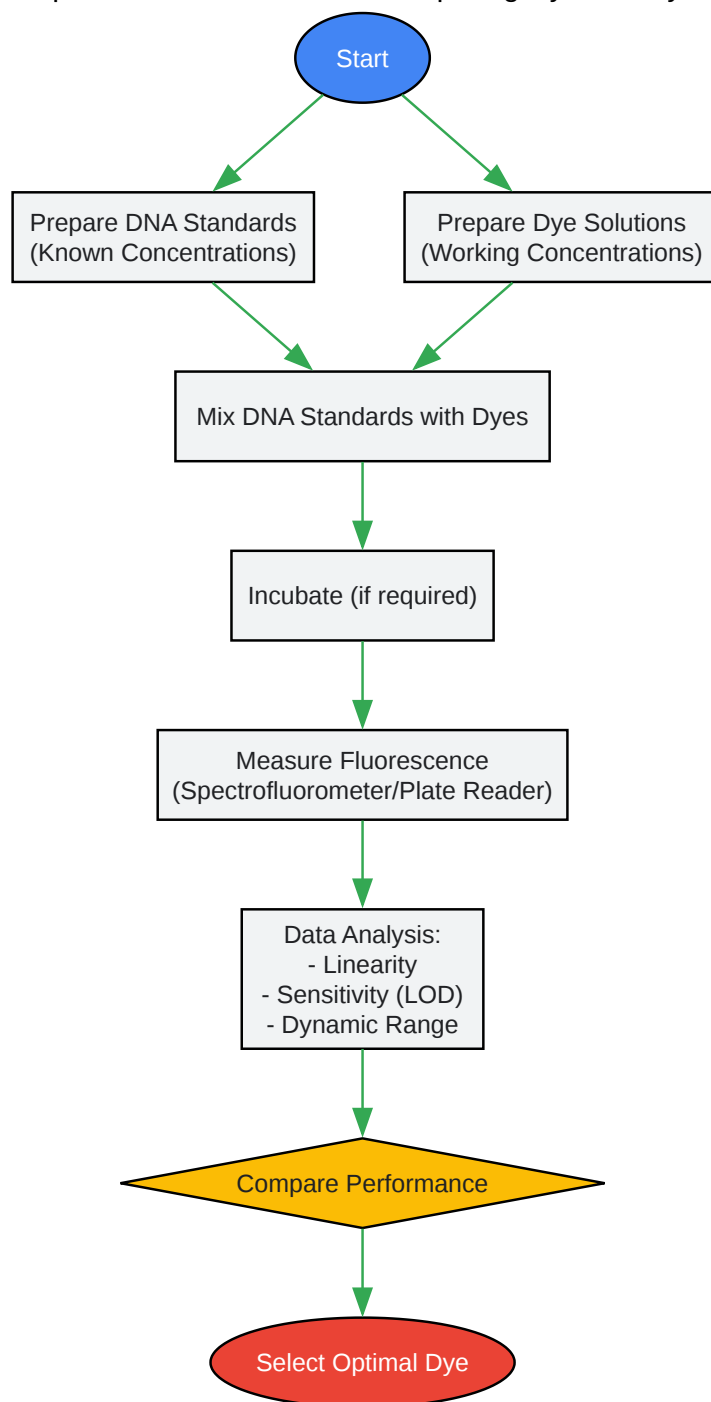 Start
Prepare DNA Standards
(Known Concentrations)
Prepare Dye Solutions
(Working Concentrations)
Mix DNA Standards with Dyes
Incubate (if required)
Measure Fluorescence
(Spectrofluorometer/Plate Reader)
Data Analysis:
- Linearity
- Sensitivity (LOD)
- Dynamic Range
Compare Performance
Select Optimal Dye